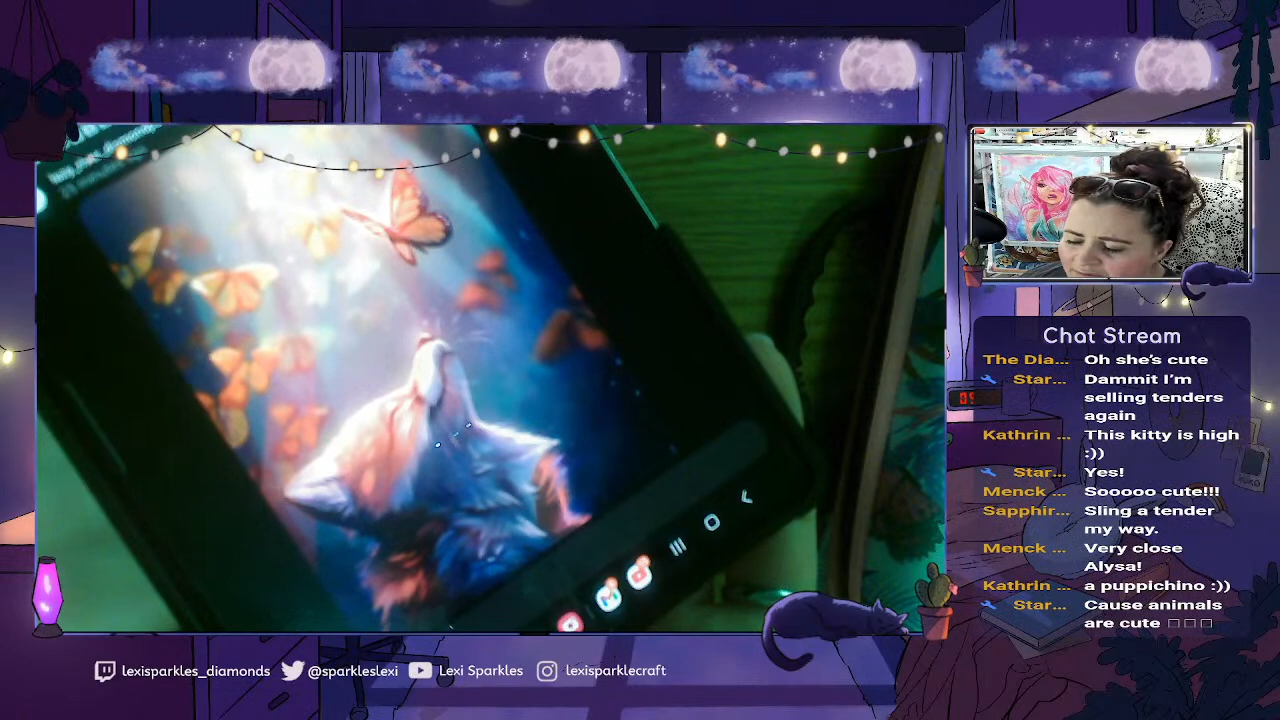 Chat Stream
The Dia... Oh she's cute
Star... Dammit I'm
selling tenders
again
Kathrin ... This kitty is high
:))
Star... Yes!
Menck ... Sooooo cute!!!
Sapphir... Sling a tender
my way.
Menck ... Very close
Alysa!
Kathrin ... a puppichino :))
Star... Cause animals
are cute □□□
lexisparkles_diamonds @sparkleslexi Lexi Sparkles lexisparklecraft